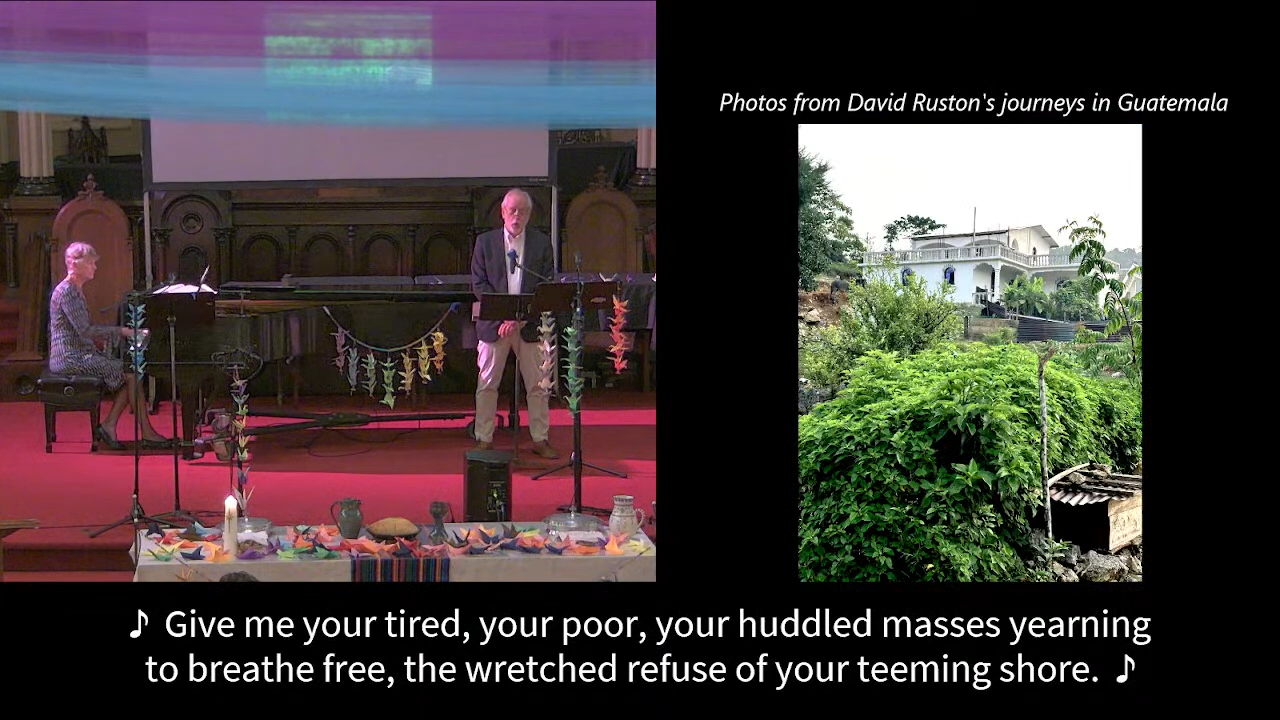 Photos from David Ruston's journeys in Guatemala
♪ Give me your tired, your poor, your huddled masses yearning
to breathe free, the wretched refuse of your teeming shore. ♪